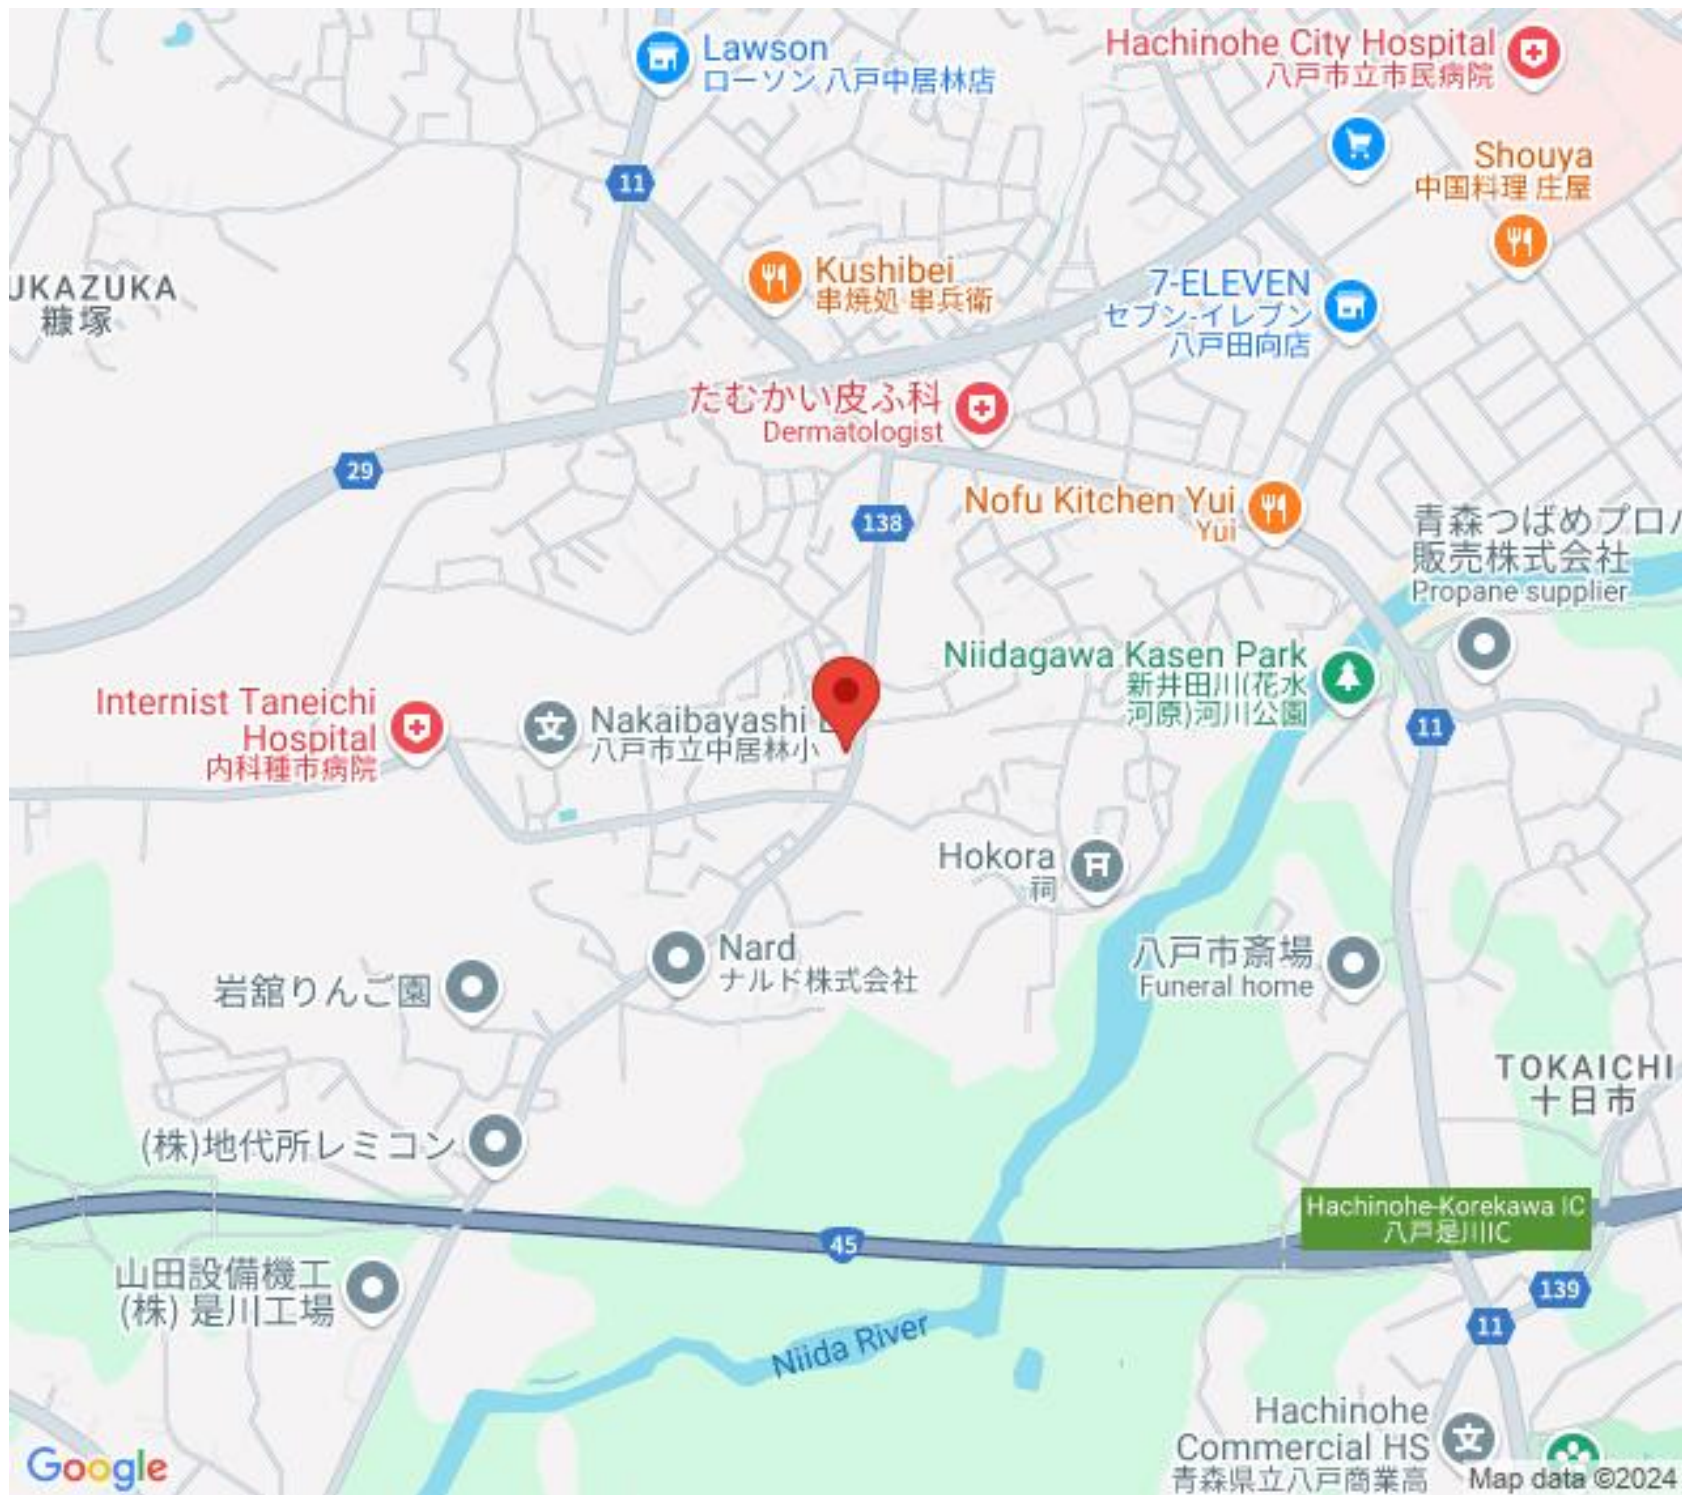 Lawson
ローソン 八戸中居林店
Hachinohe City Hospital
八戸市立市民病院
Shouya
中国料理 庄屋
11
Kushibei
串焼処 串兵衛
7-ELEVEN
セブン-イレブン
八戸田向店
UKAZUKA
糠塚
たむかい皮ふ科
Dermatologist
29
138
Nofu Kitchen Yui
Yui
青森つばめプロパ
販売株式会社
Propane supplier
Niidagawa Kasen Park
新井田川(花水
河原)河川公園
Internist Taneichi
Hospital
内科種市病院
Nakaibayashi E
八戸市立中居林小
11
Hokora
祠
Nard
ナルド株式会社
八戸市斎場
Funeral home
岩舘りんご園
TOKAICHI
十日市
(株)地代所レミコン
Hachinohe-Korekawa IC
八戸是川IC
45
山田設備機工
(株) 是川工場
139
11
Niida River
Hachinohe
Commercial HS
青森県立八戸商業高
Google
Map data ©2024